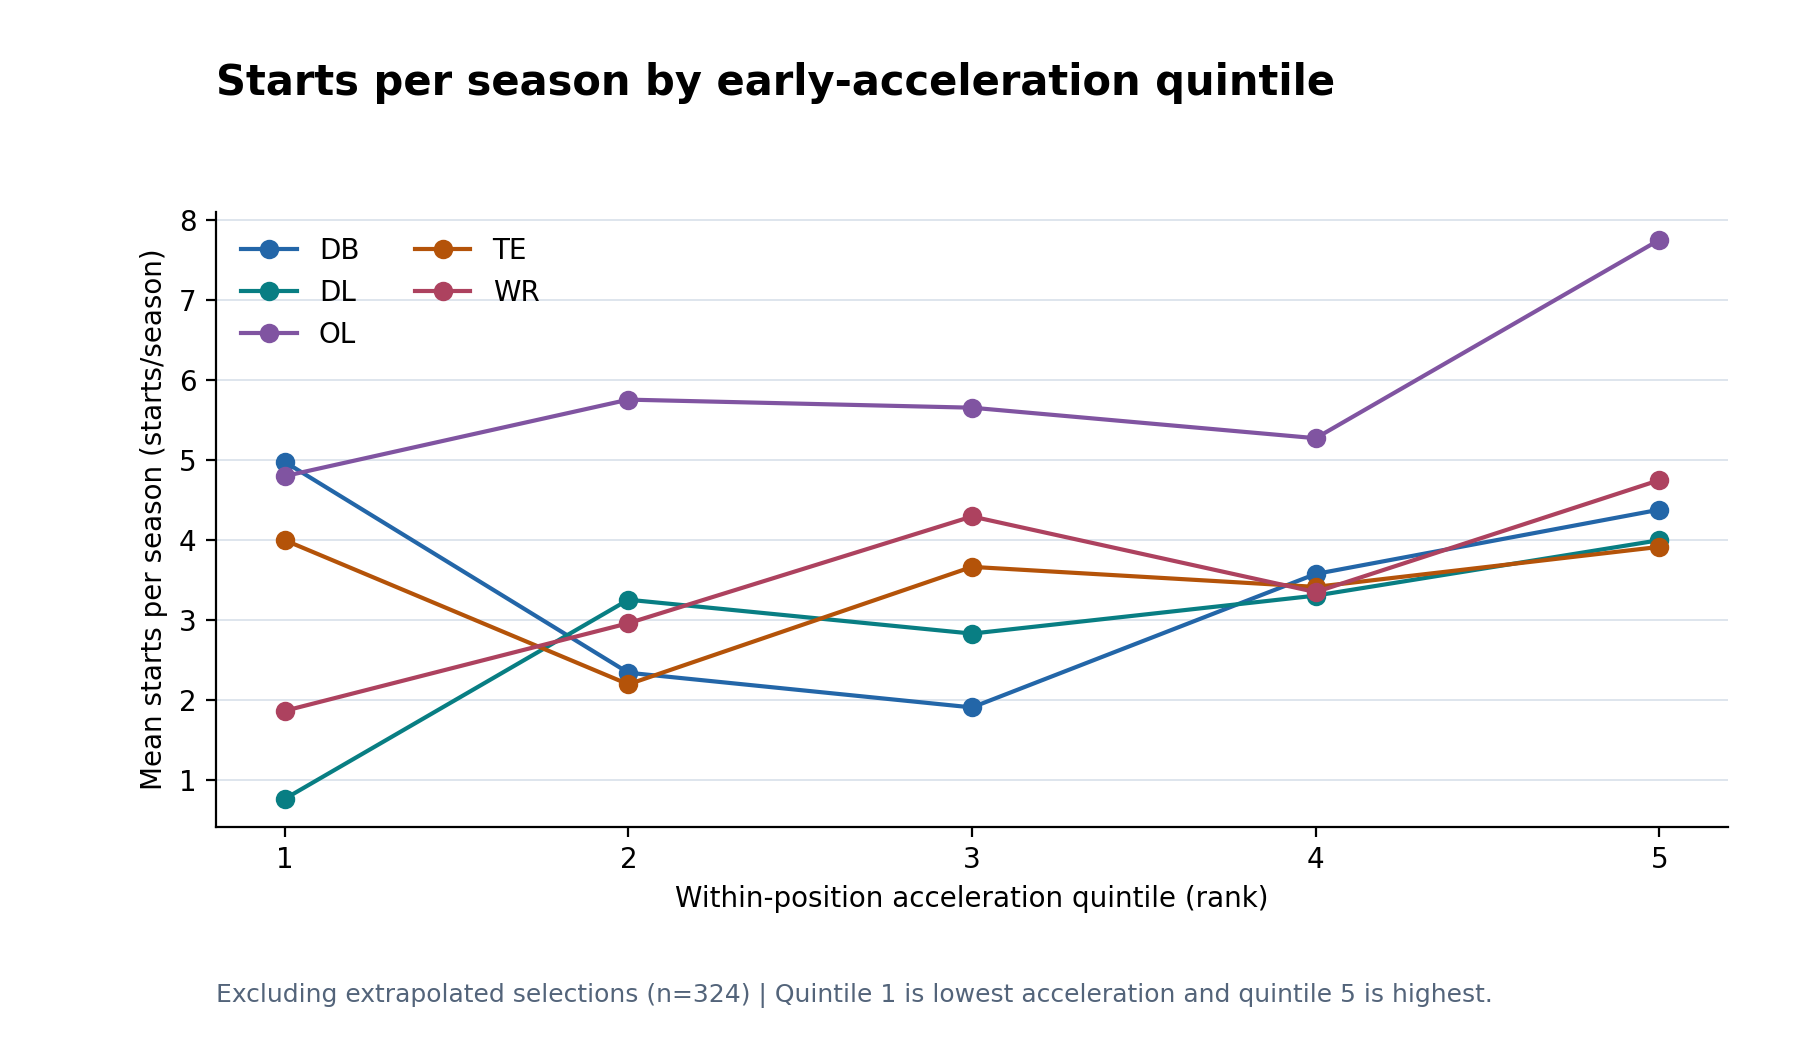 Starts per season by early-acceleration quintile
Mean starts per season (starts/season)
8
7
6
5
4
3
2
1
DB
DL
OL
TE
WR
1 2 3 4 5
Within-position acceleration quintile (rank)
Excluding extrapolated selections (n=324) | Quintile 1 is lowest acceleration and quintile 5 is highest.